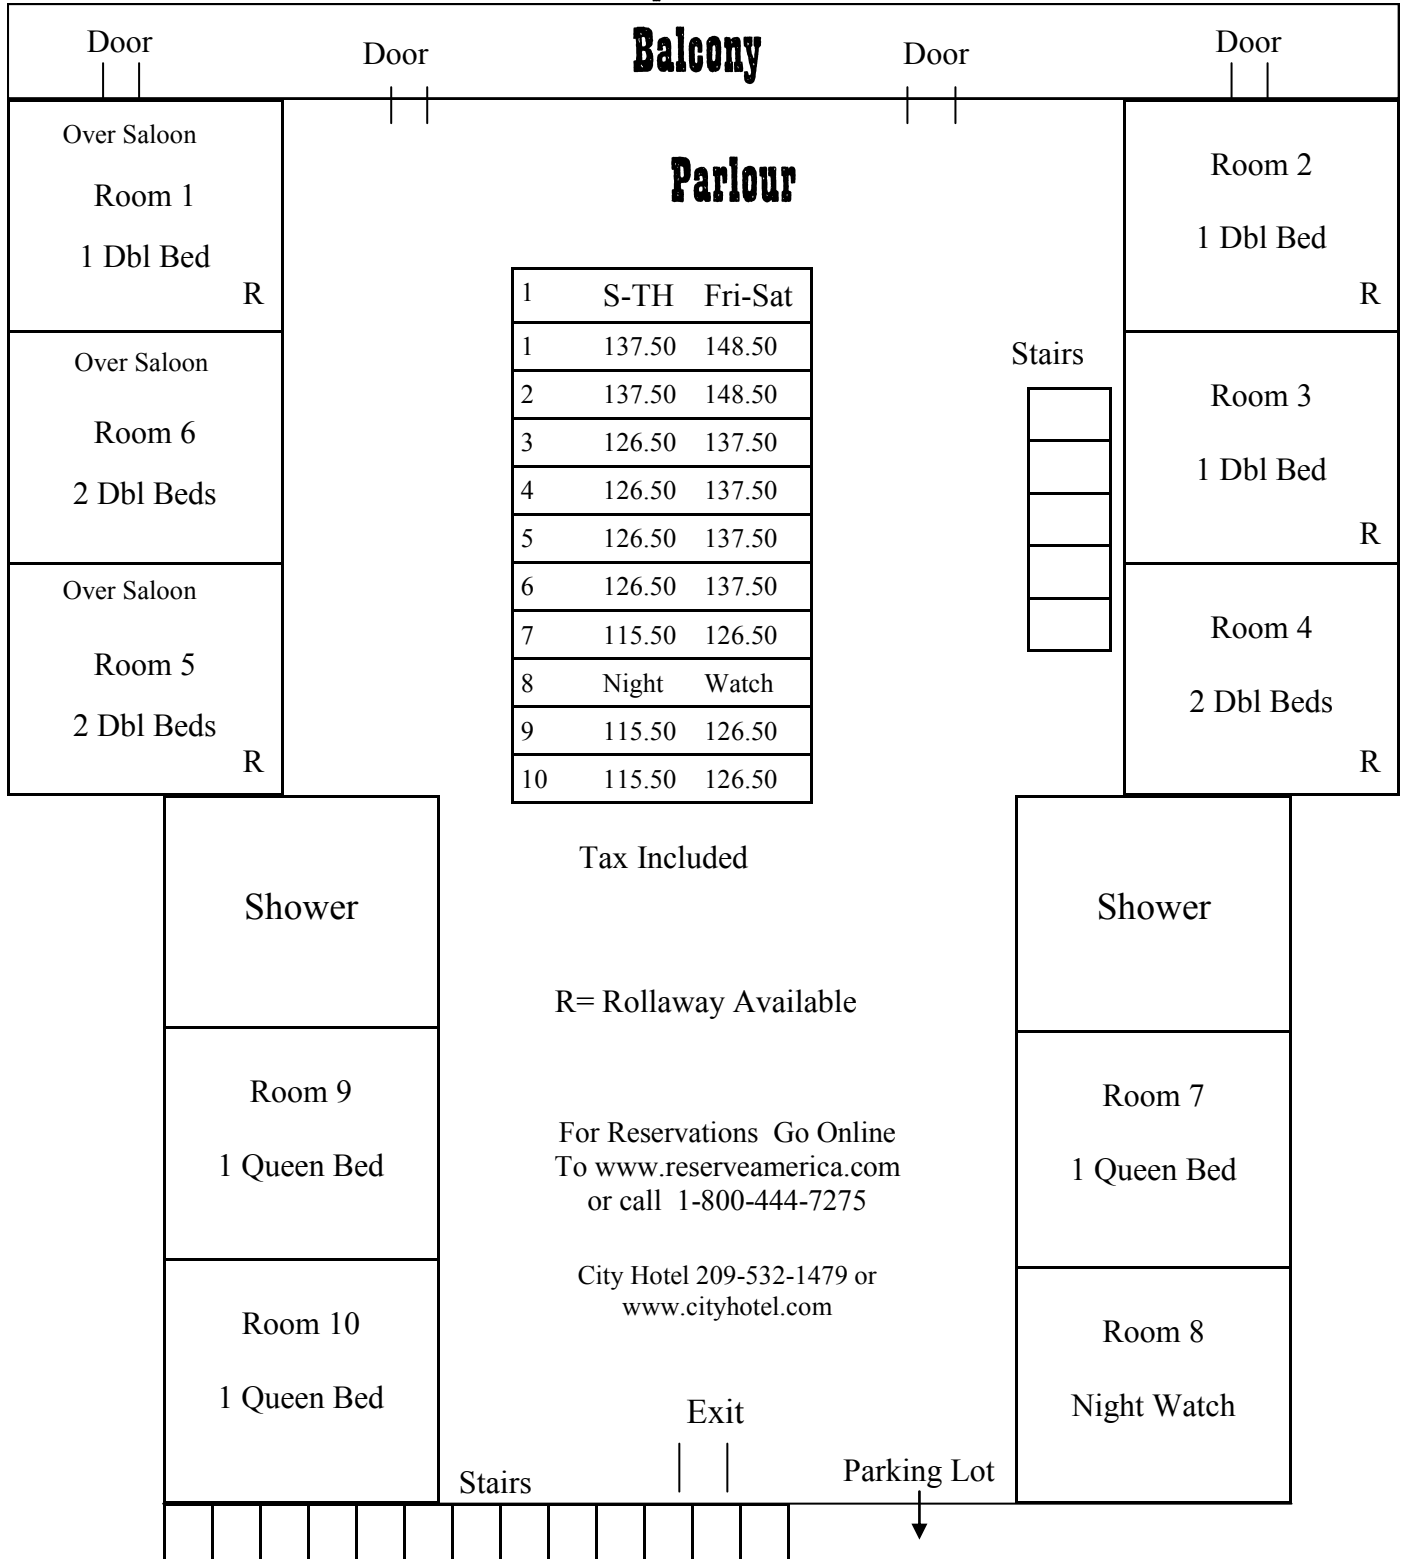 Balcony
Door
Door
Door
Door
Parlour
Over Saloon
Room 1
1 Dbl Bed
R
Room 2
1 Dbl Bed
R
1 S-TH Fri-Sat
1 137.50 148.50
2 137.50 148.50
3 126.50 137.50
4 126.50 137.50
5 126.50 137.50
6 126.50 137.50
7 115.50 126.50
8 Night Watch
9 115.50 126.50
10 115.50 126.50
Stairs
Over Saloon
Room 6
2 Dbl Beds
Room 3
1 Dbl Bed
R
Over Saloon
Room 5
2 Dbl Beds
R
Room 4
2 Dbl Beds
R
Tax Included
Shower
Shower
R= Rollaway Available
Room 9
1 Queen Bed
Room 7
1 Queen Bed
For Reservations Go Online
To www.reserveamerica.com
or call 1-800-444-7275
City Hotel 209-532-1479 or
www.cityhotel.com
Room 10
1 Queen Bed
Room 8
Night Watch
Exit
Stairs
Parking Lot